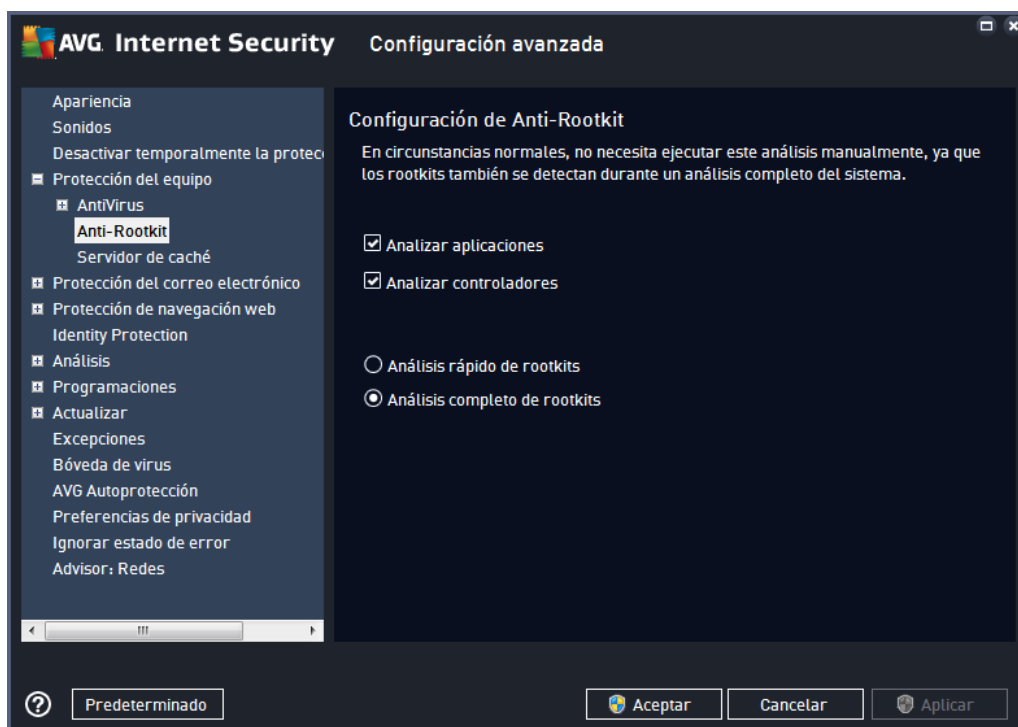 AVG. Internet Security
Configuración avanzada
Apariencia
Sonidos
Desactivar temporalmente la protec
Protección del equipo
AntiVirus
Anti-Rootkit
Servidor de caché
Protección del correo electrónico
Protección de navegación web
Identity Protection
Análisis
Programaciones
Actualizar
Excepciones
Bóveda de virus
AVG Autoprotección
Preferencias de privacidad
Ignorar estado de error
Advisor: Redes
Configuración de Anti-Rootkit
En circunstancias normales, no necesita ejecutar este análisis manualmente, ya que
los rootkits también se detectan durante un análisis completo del sistema.
Analizar aplicaciones
Analizar controladores
Análisis rápido de rootkits
Análisis completo de rootkits
Predeterminado
Aceptar
Cancelar
Aplicar